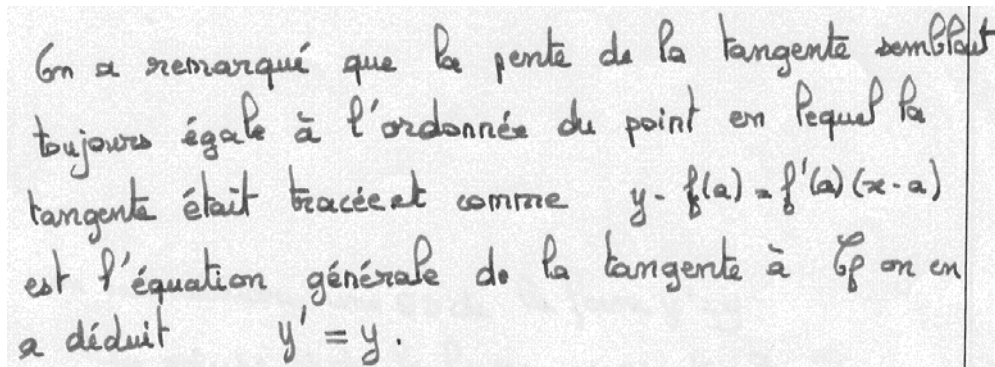 On a remarqué que la pente de la tangente semblait
toujours égale à l'ordonnée du point en lequel la
tangente était tracée et comme y - f(a) = f'(a) (x - a)
est l'équation générale de la tangente à 𝒞f on en
a déduit y' = y.